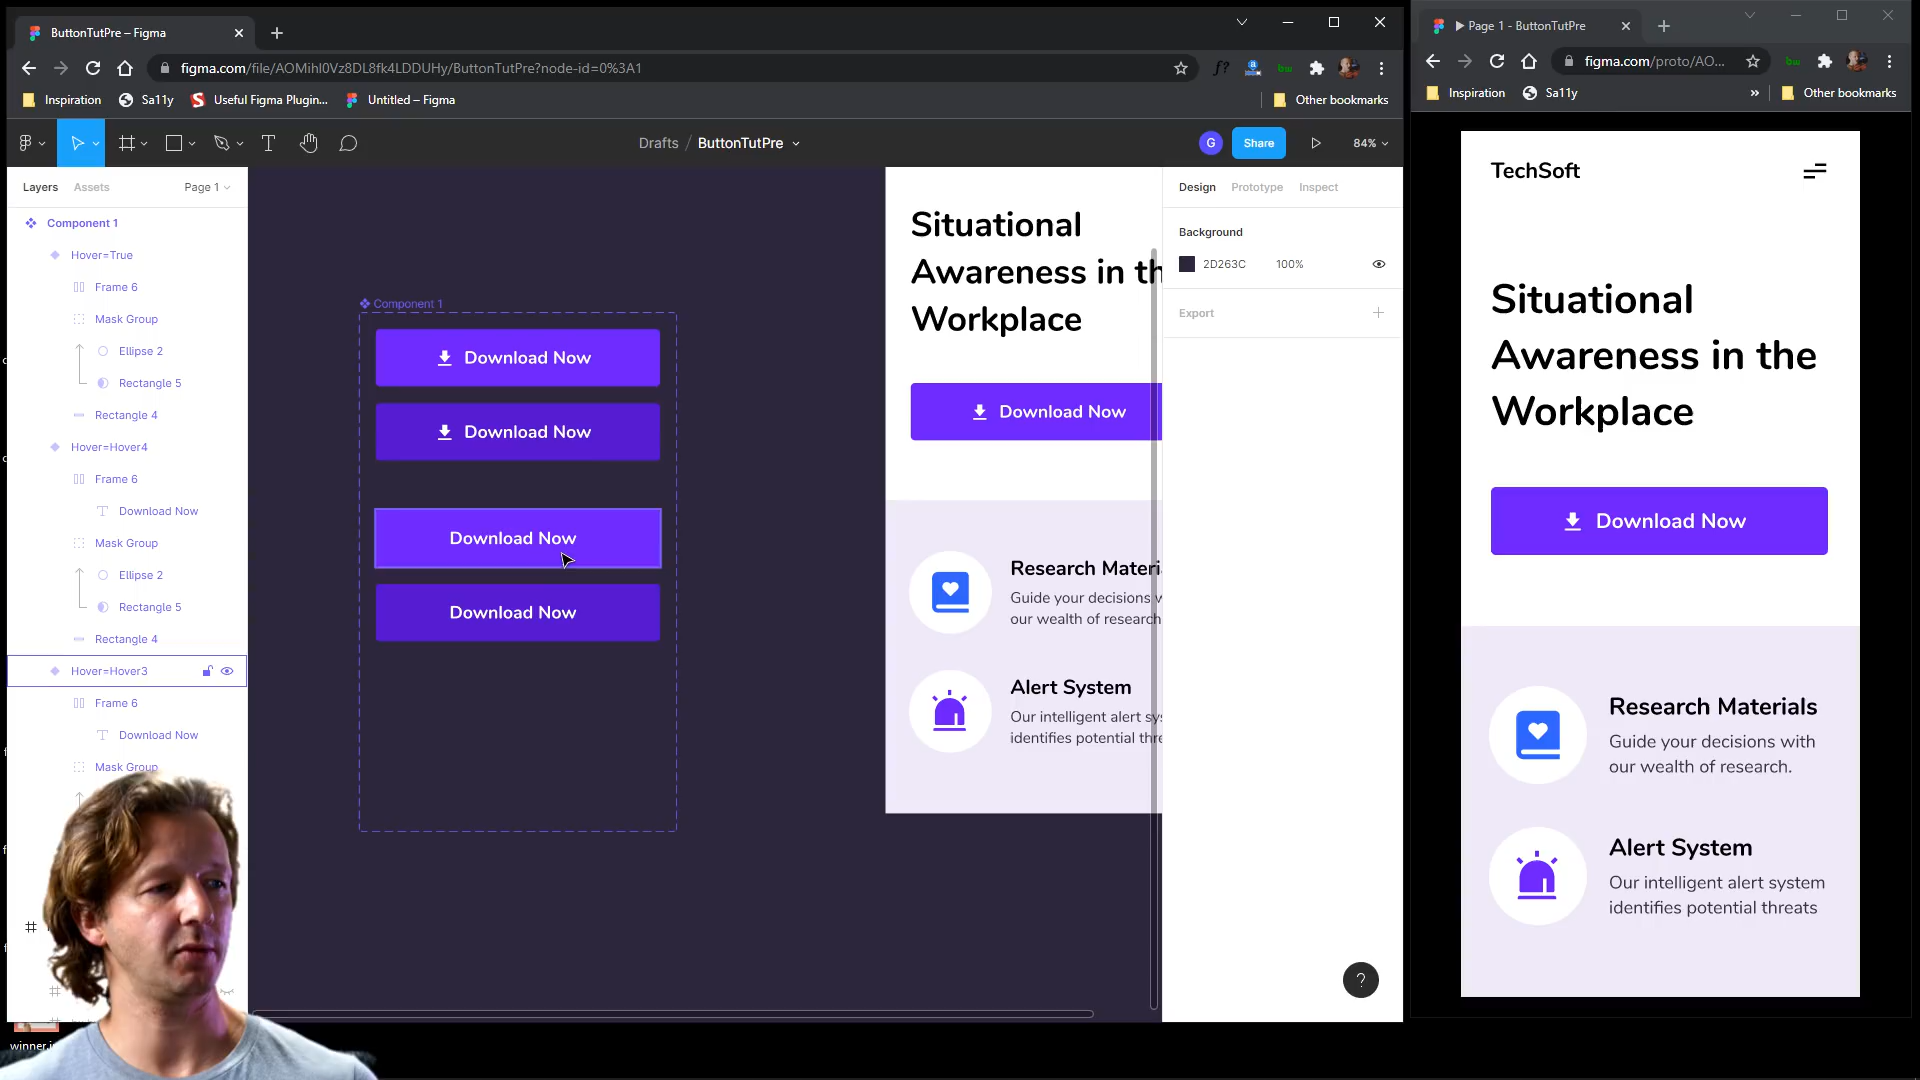 ButtonTutPre – Figma
figma.com/file/AOMihI0Vz8DL8fk4LDDUHy/ButtonTutPre?node-id=0%3A1
f?
bw
Inspiration
Sa11y
Useful Figma Plugin...
Untitled – Figma
Other bookmarks
Drafts / ButtonTutPre
G
Share
84%
Layers
Assets
Page 1
Component 1
Hover=True
Frame 6
Mask Group
Ellipse 2
Rectangle 5
Rectangle 4
Hover=Hover4
Frame 6
Download Now
Mask Group
Ellipse 2
Rectangle 5
Rectangle 4
Hover=Hover3
Frame 6
Download Now
Mask Group
Component 1
Download Now
Download Now
Download Now
Download Now
Situational
Awareness in th
Workplace
Download Now
Research Materi
Guide your decisions
our wealth of research
Alert System
Our intelligent alert sys
identifies potential thre
Design
Prototype
Inspect
Background
2D263C
100%
Export
?
Page 1 - ButtonTutPre
figma.com/proto/AO...
bw
Inspiration
Sa11y
»
Other bookmarks
TechSoft
Situational
Awareness in the
Workplace
Download Now
Research Materials
Guide your decisions with
our wealth of research.
Alert System
Our intelligent alert system
identifies potential threats